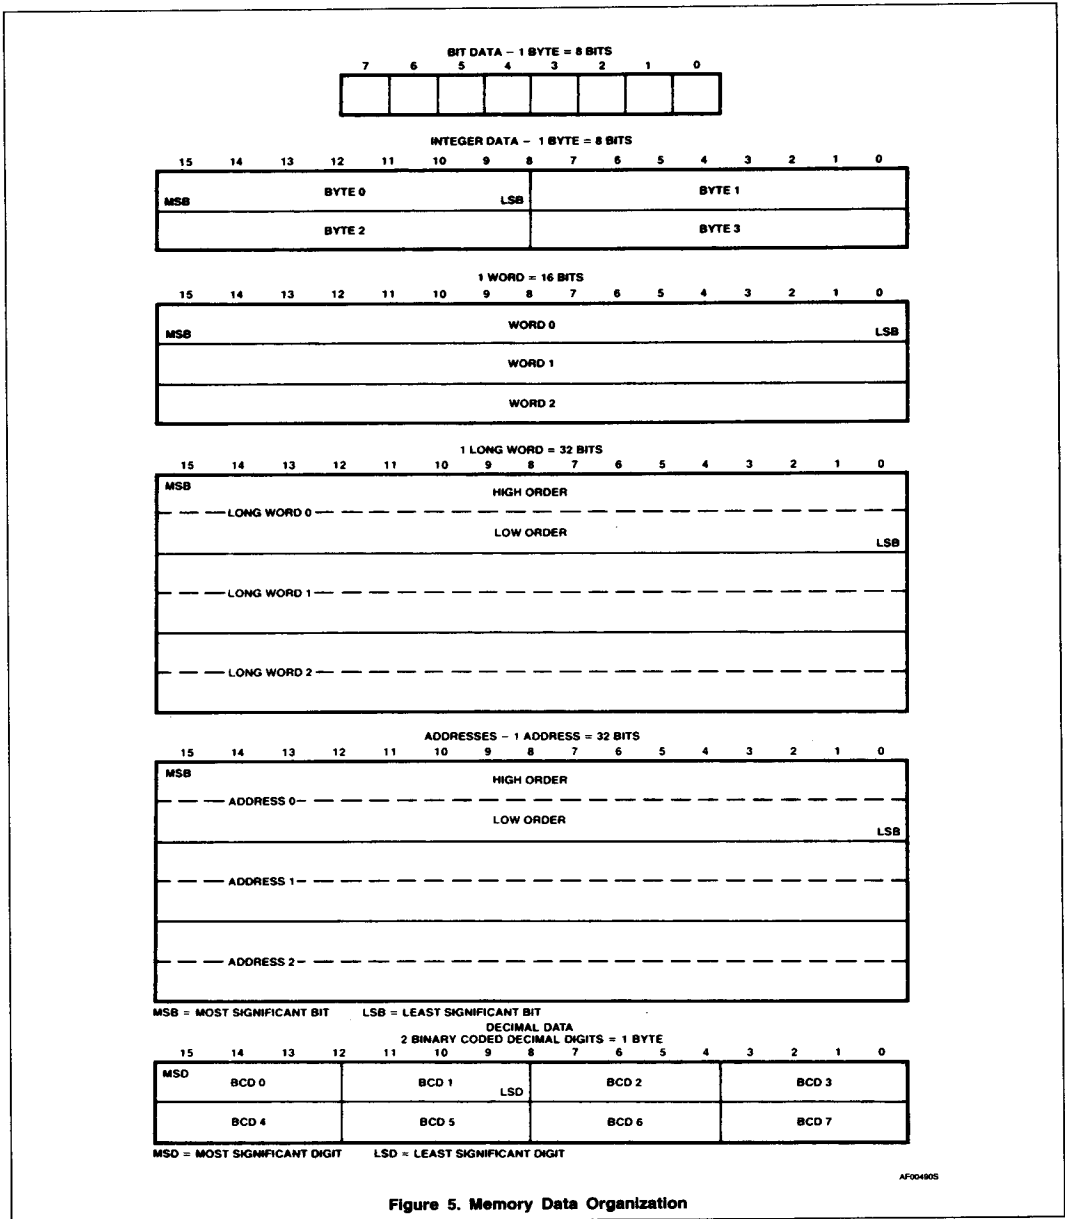 BIT DATA – 1 BYTE = 8 BITS
7 6 5 4 3 2 1 0
INTEGER DATA – 1 BYTE = 8 BITS
15 14 13 12 11 10 9 8 7 6 5 4 3 2 1 0
MSB BYTE 0 LSB BYTE 1
BYTE 2 BYTE 3
1 WORD = 16 BITS
15 14 13 12 11 10 9 8 7 6 5 4 3 2 1 0
MSB WORD 0 LSB
WORD 1
WORD 2
1 LONG WORD = 32 BITS
15 14 13 12 11 10 9 8 7 6 5 4 3 2 1 0
MSB HIGH ORDER
LONG WORD 0
LOW ORDER LSB
LONG WORD 1
LONG WORD 2
ADDRESSES – 1 ADDRESS = 32 BITS
15 14 13 12 11 10 9 8 7 6 5 4 3 2 1 0
MSB HIGH ORDER
ADDRESS 0
LOW ORDER LSB
ADDRESS 1
ADDRESS 2
MSB = MOST SIGNIFICANT BIT LSB = LEAST SIGNIFICANT BIT
DECIMAL DATA
2 BINARY CODED DECIMAL DIGITS = 1 BYTE
15 14 13 12 11 10 9 8 7 6 5 4 3 2 1 0
MSD BCD 0 BCD 1 LSD BCD 2 BCD 3
BCD 4 BCD 5 BCD 6 BCD 7
MSD = MOST SIGNIFICANT DIGIT LSD = LEAST SIGNIFICANT DIGIT
AF00490S
Figure 5. Memory Data Organization